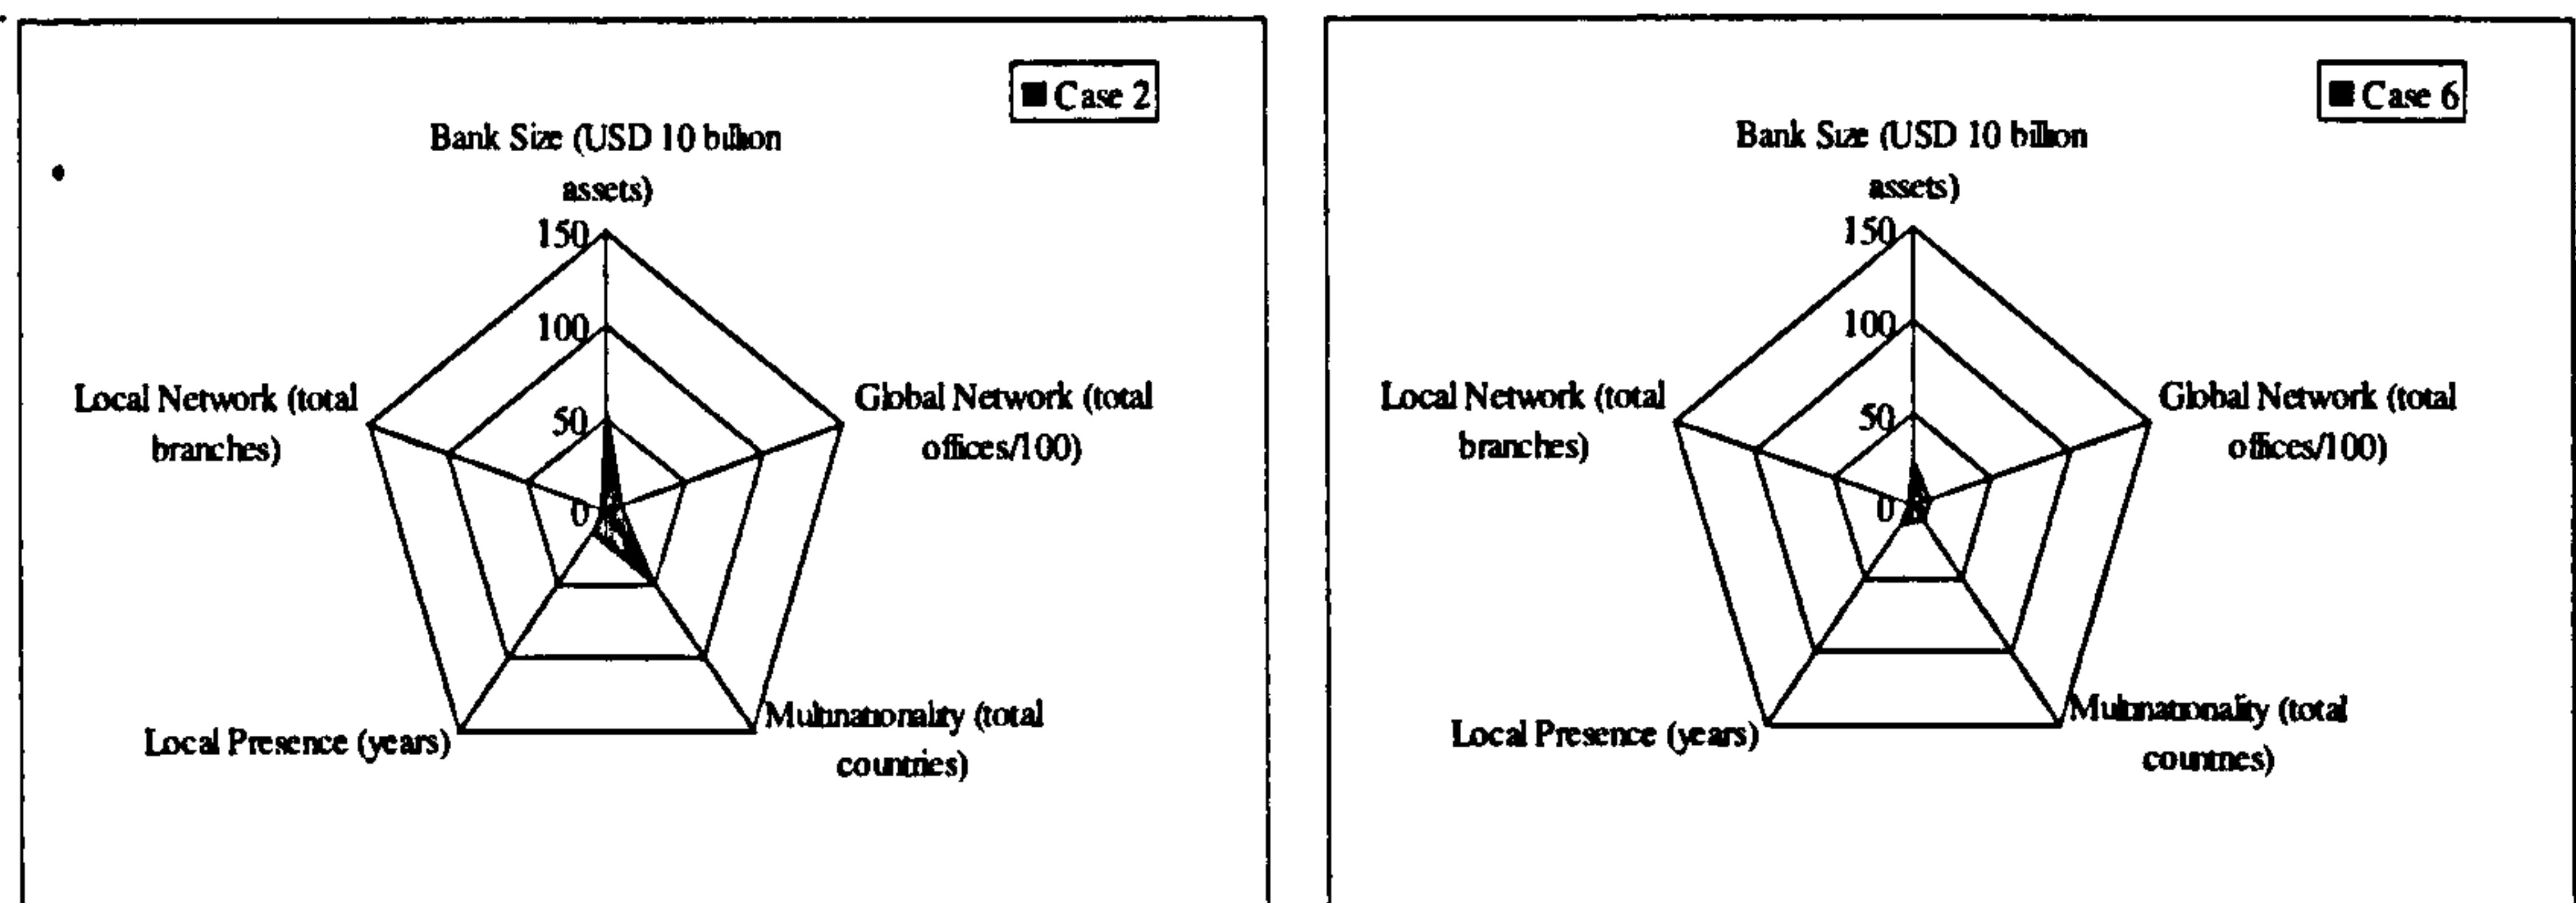 Case 2
Bank Size (USD 10 billion
assets)
150
100
50
0
Local Network (total
branches)
Global Network (total
offices/100)
Local Presence (years)
Multinationality (total
countries)
Case 6
Bank Size (USD 10 billion
assets)
150
100
50
0
Local Network (total
branches)
Global Network (total
offices/100)
Local Presence (years)
Multinationality (total
countries)